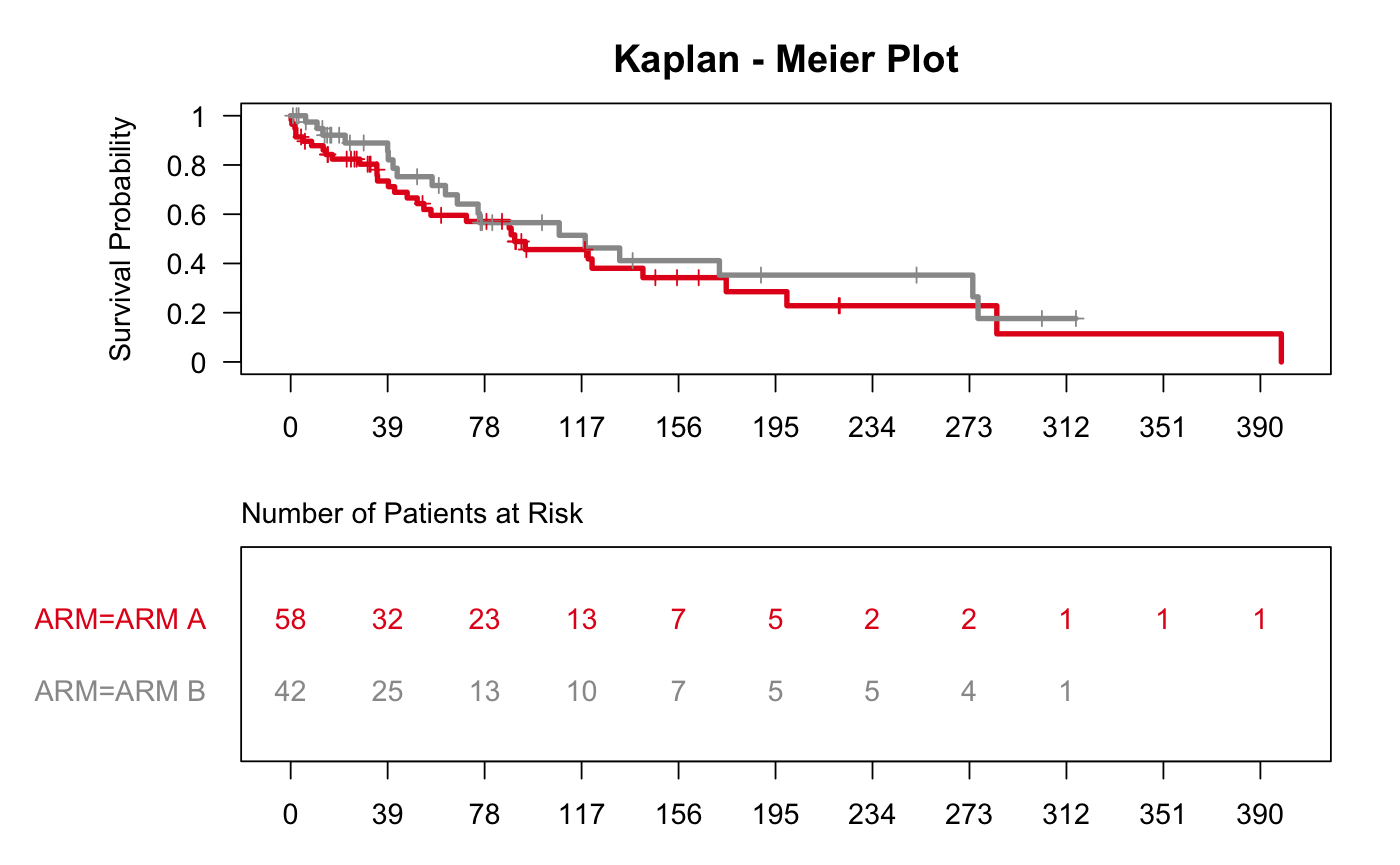 Kaplan - Meier Plot
Survival Probability
1
0.8
0.6
0.4
0.2
0
0 39 78 117 156 195 234 273 312 351 390
Number of Patients at Risk
ARM=ARM A 58 32 23 13 7 5 2 2 1 1 1
ARM=ARM B 42 25 13 10 7 5 5 4 1
0 39 78 117 156 195 234 273 312 351 390